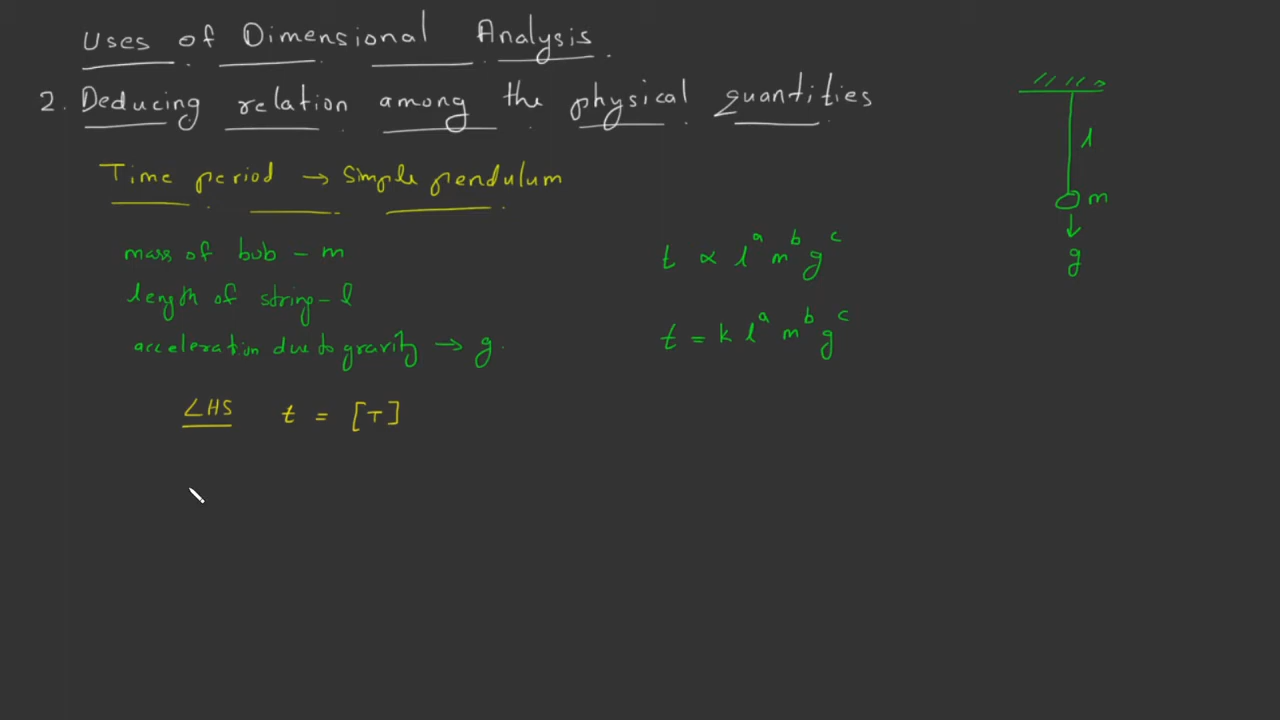 Uses of Dimensional Analysis
2. Deducing relation among the physical quantities
Time period → Simple pendulum
l
m
g
mass of bob - m
length of string - l
acceleration due to gravity → g.
t ∝ l^a m^b g^c
t = k l^a m^b g^c
LHS t = [T]